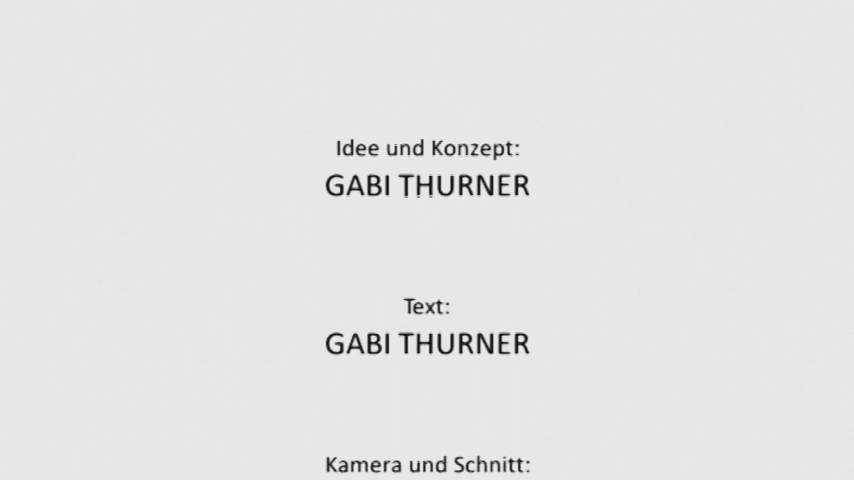 Idee und Konzept:
GABI THURNER
Text:
GABI THURNER
Kamera und Schnitt: